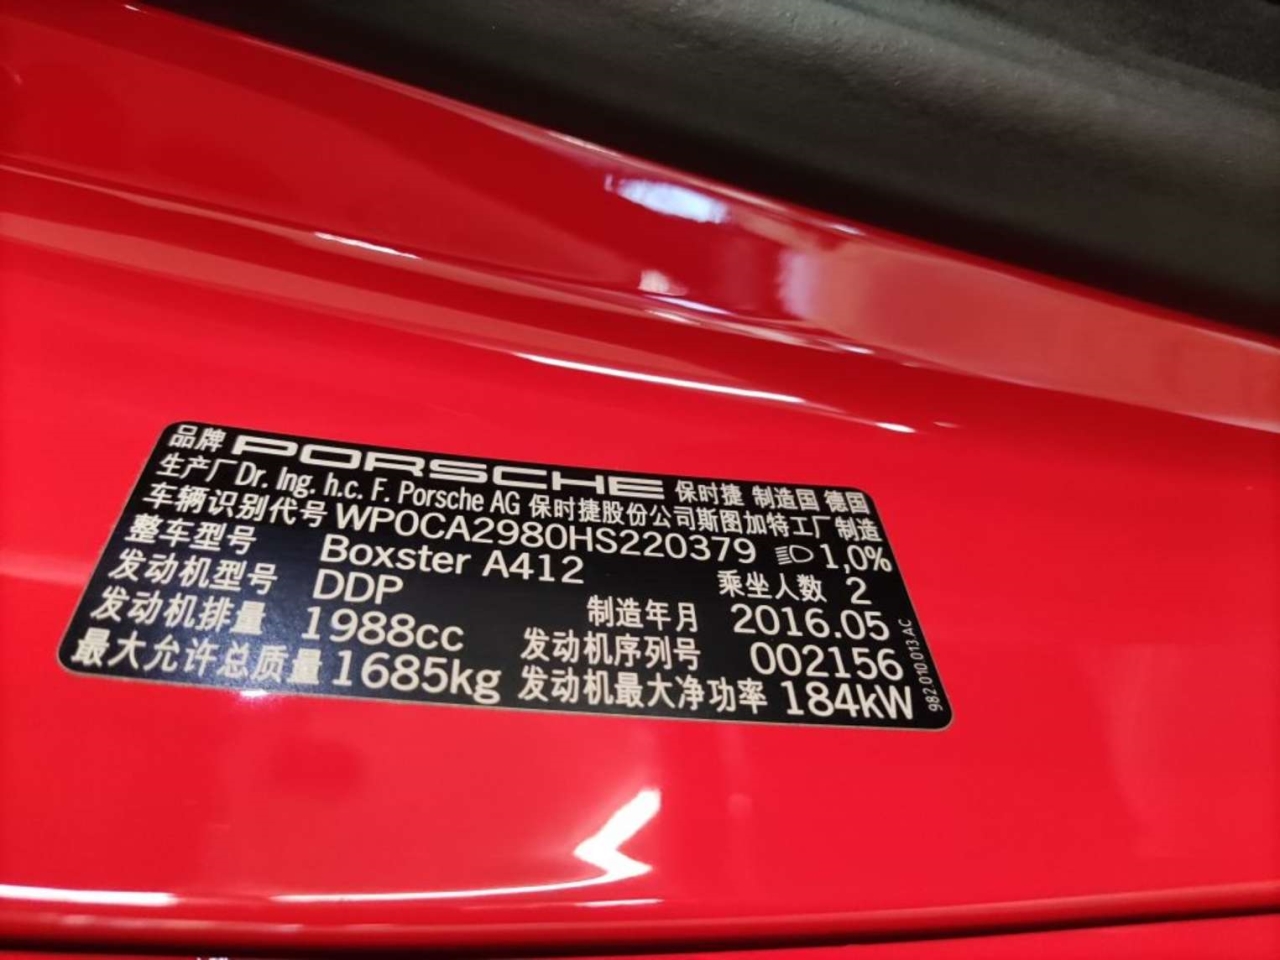 品牌 PORSCHE 保时捷 制造国 德国
生产厂 Dr. Ing. h.c. F. Porsche AG 保时捷股份公司斯图加特工厂 制造
车辆识别代号 WP0CA2980HS220379 1,0%
整车型号 Boxster A412 乘坐人数 2
发动机型号 DDP 制造年月 2016.05
发动机排量 1988cc 发动机序列号 002156
最大允许总质量 1685kg 发动机最大净功率 184kW
982.010.013.AC